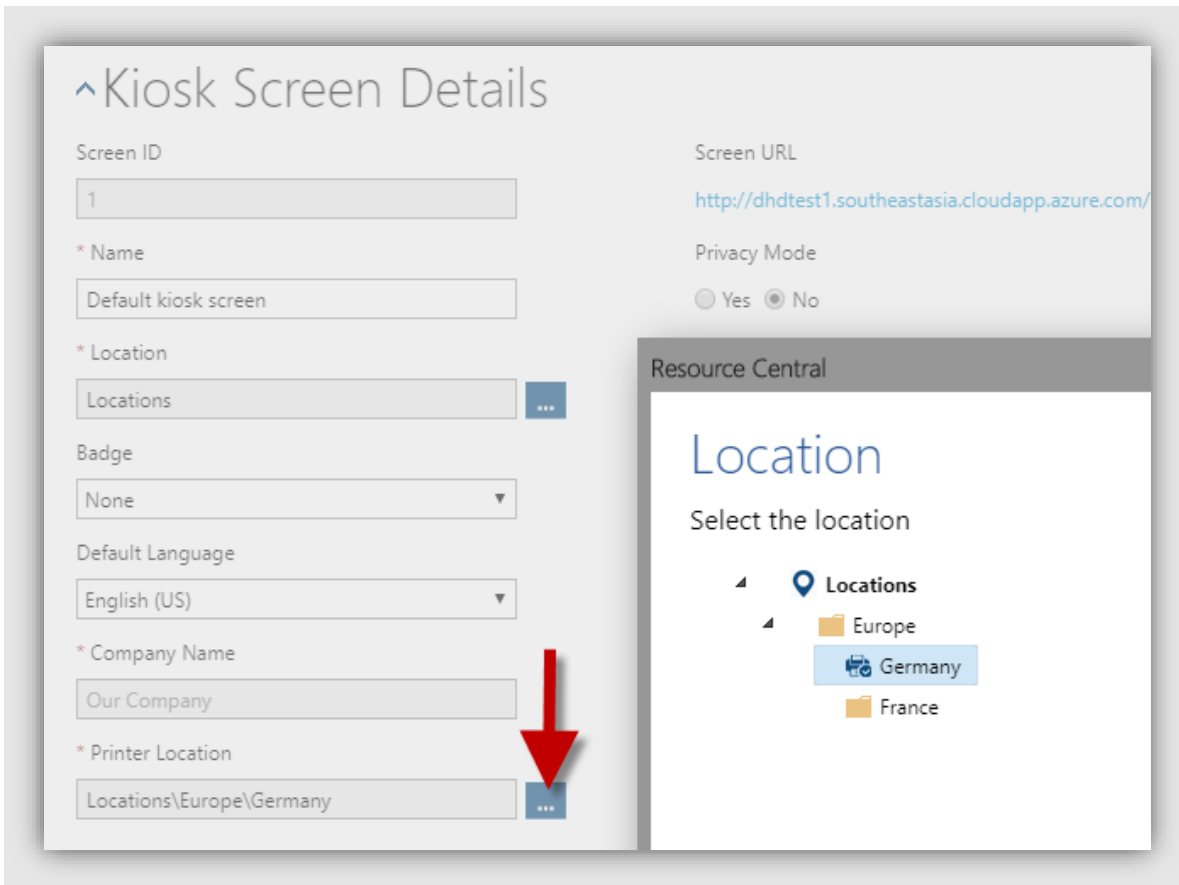 Kiosk Screen Details
Screen ID
1
* Name
Default kiosk screen
* Location
Locations
...
Badge
None
Default Language
English (US)
* Company Name
Our Company
* Printer Location
Locations\Europe\Germany
...
Screen URL
http://dhdtest1.southeastasia.cloudapp.azure.com/
Privacy Mode
Yes No
Resource Central
Location
Select the location
Locations
Europe
Germany
France